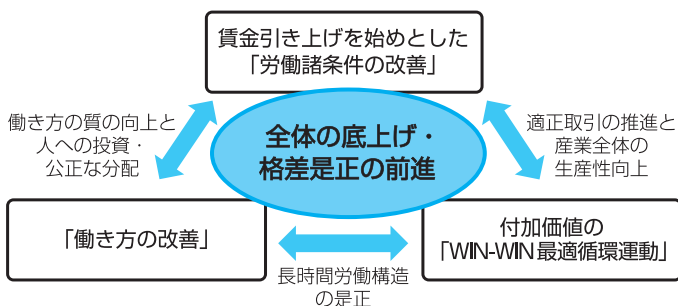 賃金引き上げを始めとした
「労働諸条件の改善」
働き方の質の向上と
人への投資・
公正な分配
全体の底上げ・
格差是正の前進
適正取引の推進と
産業全体の
生産性向上
「働き方の改善」
付加価値の
「WIN-WIN最適循環運動」
長時間労働構造
の是正